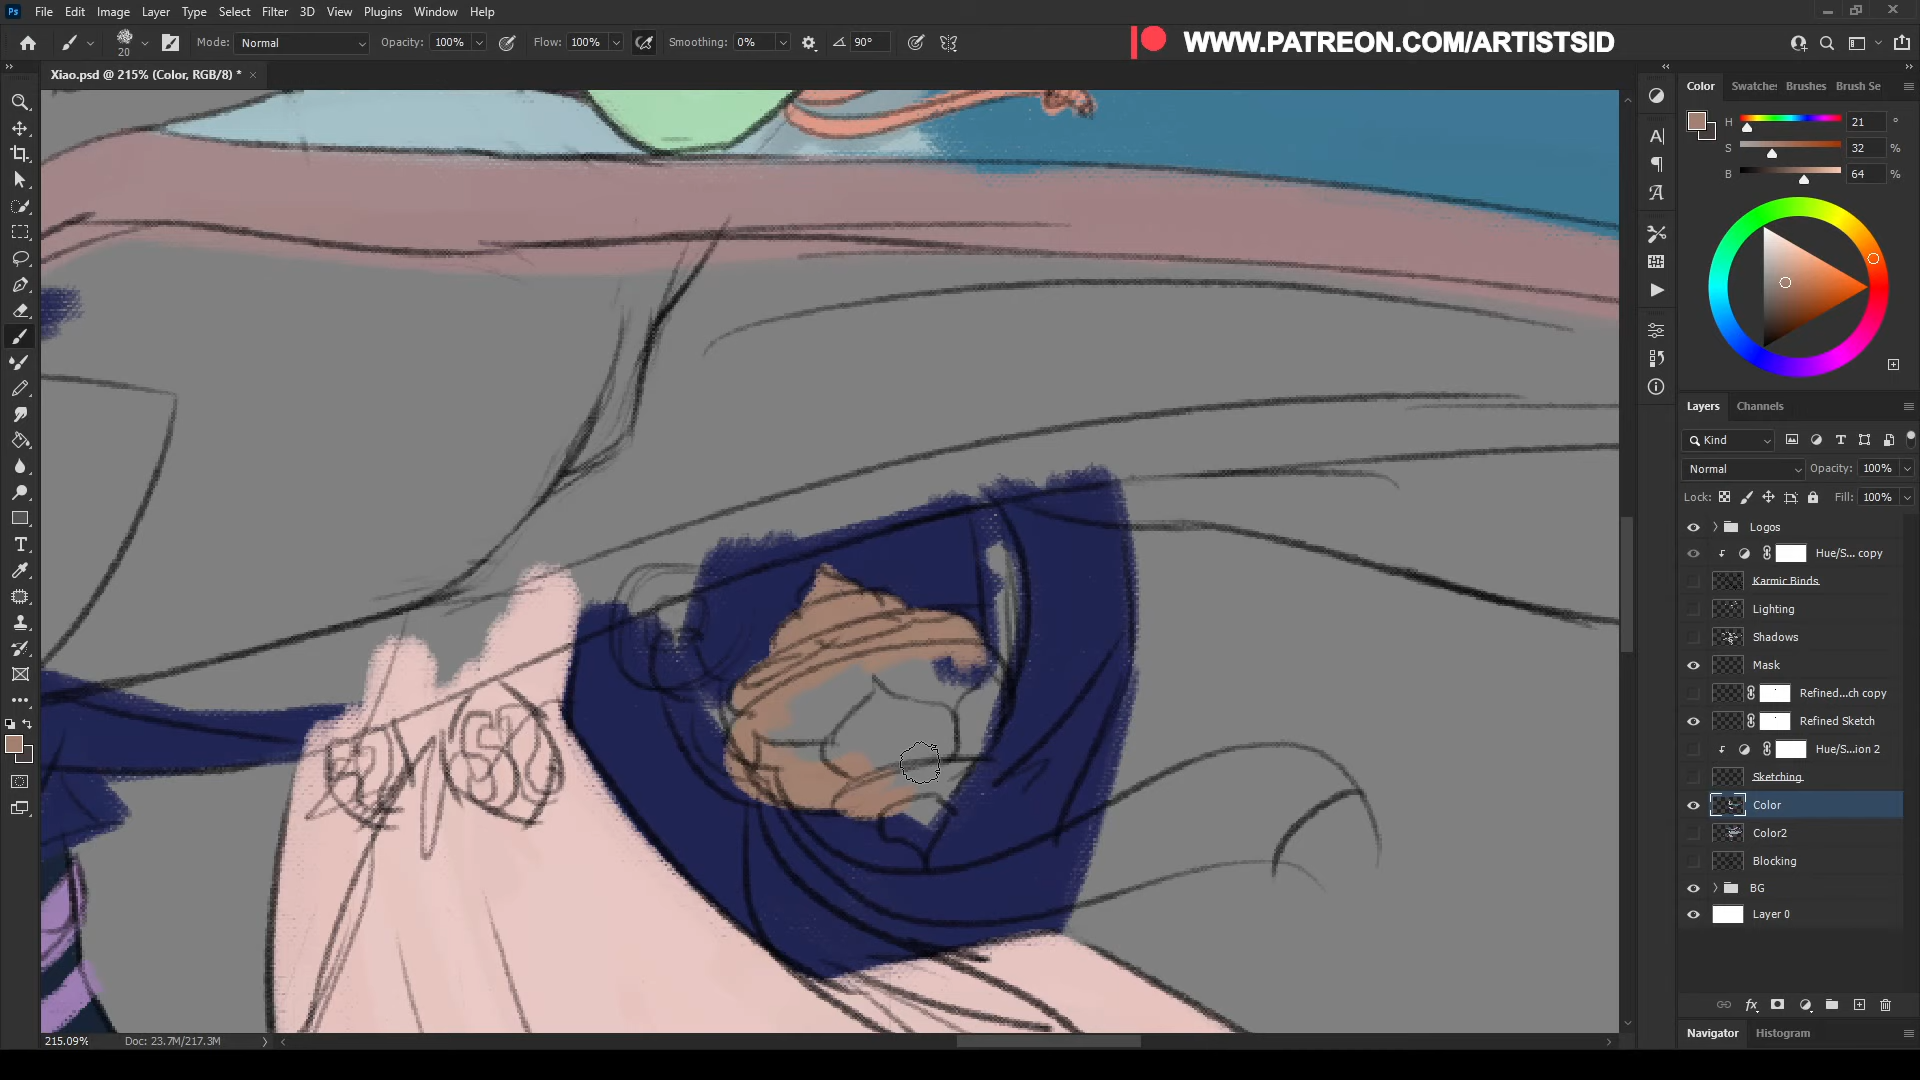 Ps File Edit Image Layer Type Select Filter 3D View Plugins Window Help
20 Mode: Normal Opacity: 100% Flow: 100% Smoothing: 0% 90° WWW.PATREON.COM/ARTISTSID
Xiao.psd @ 215% (Color, RGB/8) *
Color Swatches Brushes Brush Se
H 21 °
S 32 %
B 64 %
Layers Channels
Kind
Normal Opacity: 100%
Lock: Fill: 100%
Logos
Hue/S... copy
Karmic Binds
Lighting
Shadows
Mask
Refined...ch copy
Refined Sketch
Hue/S...ion 2
Sketching
Color
Color2
Blocking
BG
Layer 0
fx
Navigator Histogram
215.09% Doc: 23.7M/217.3M